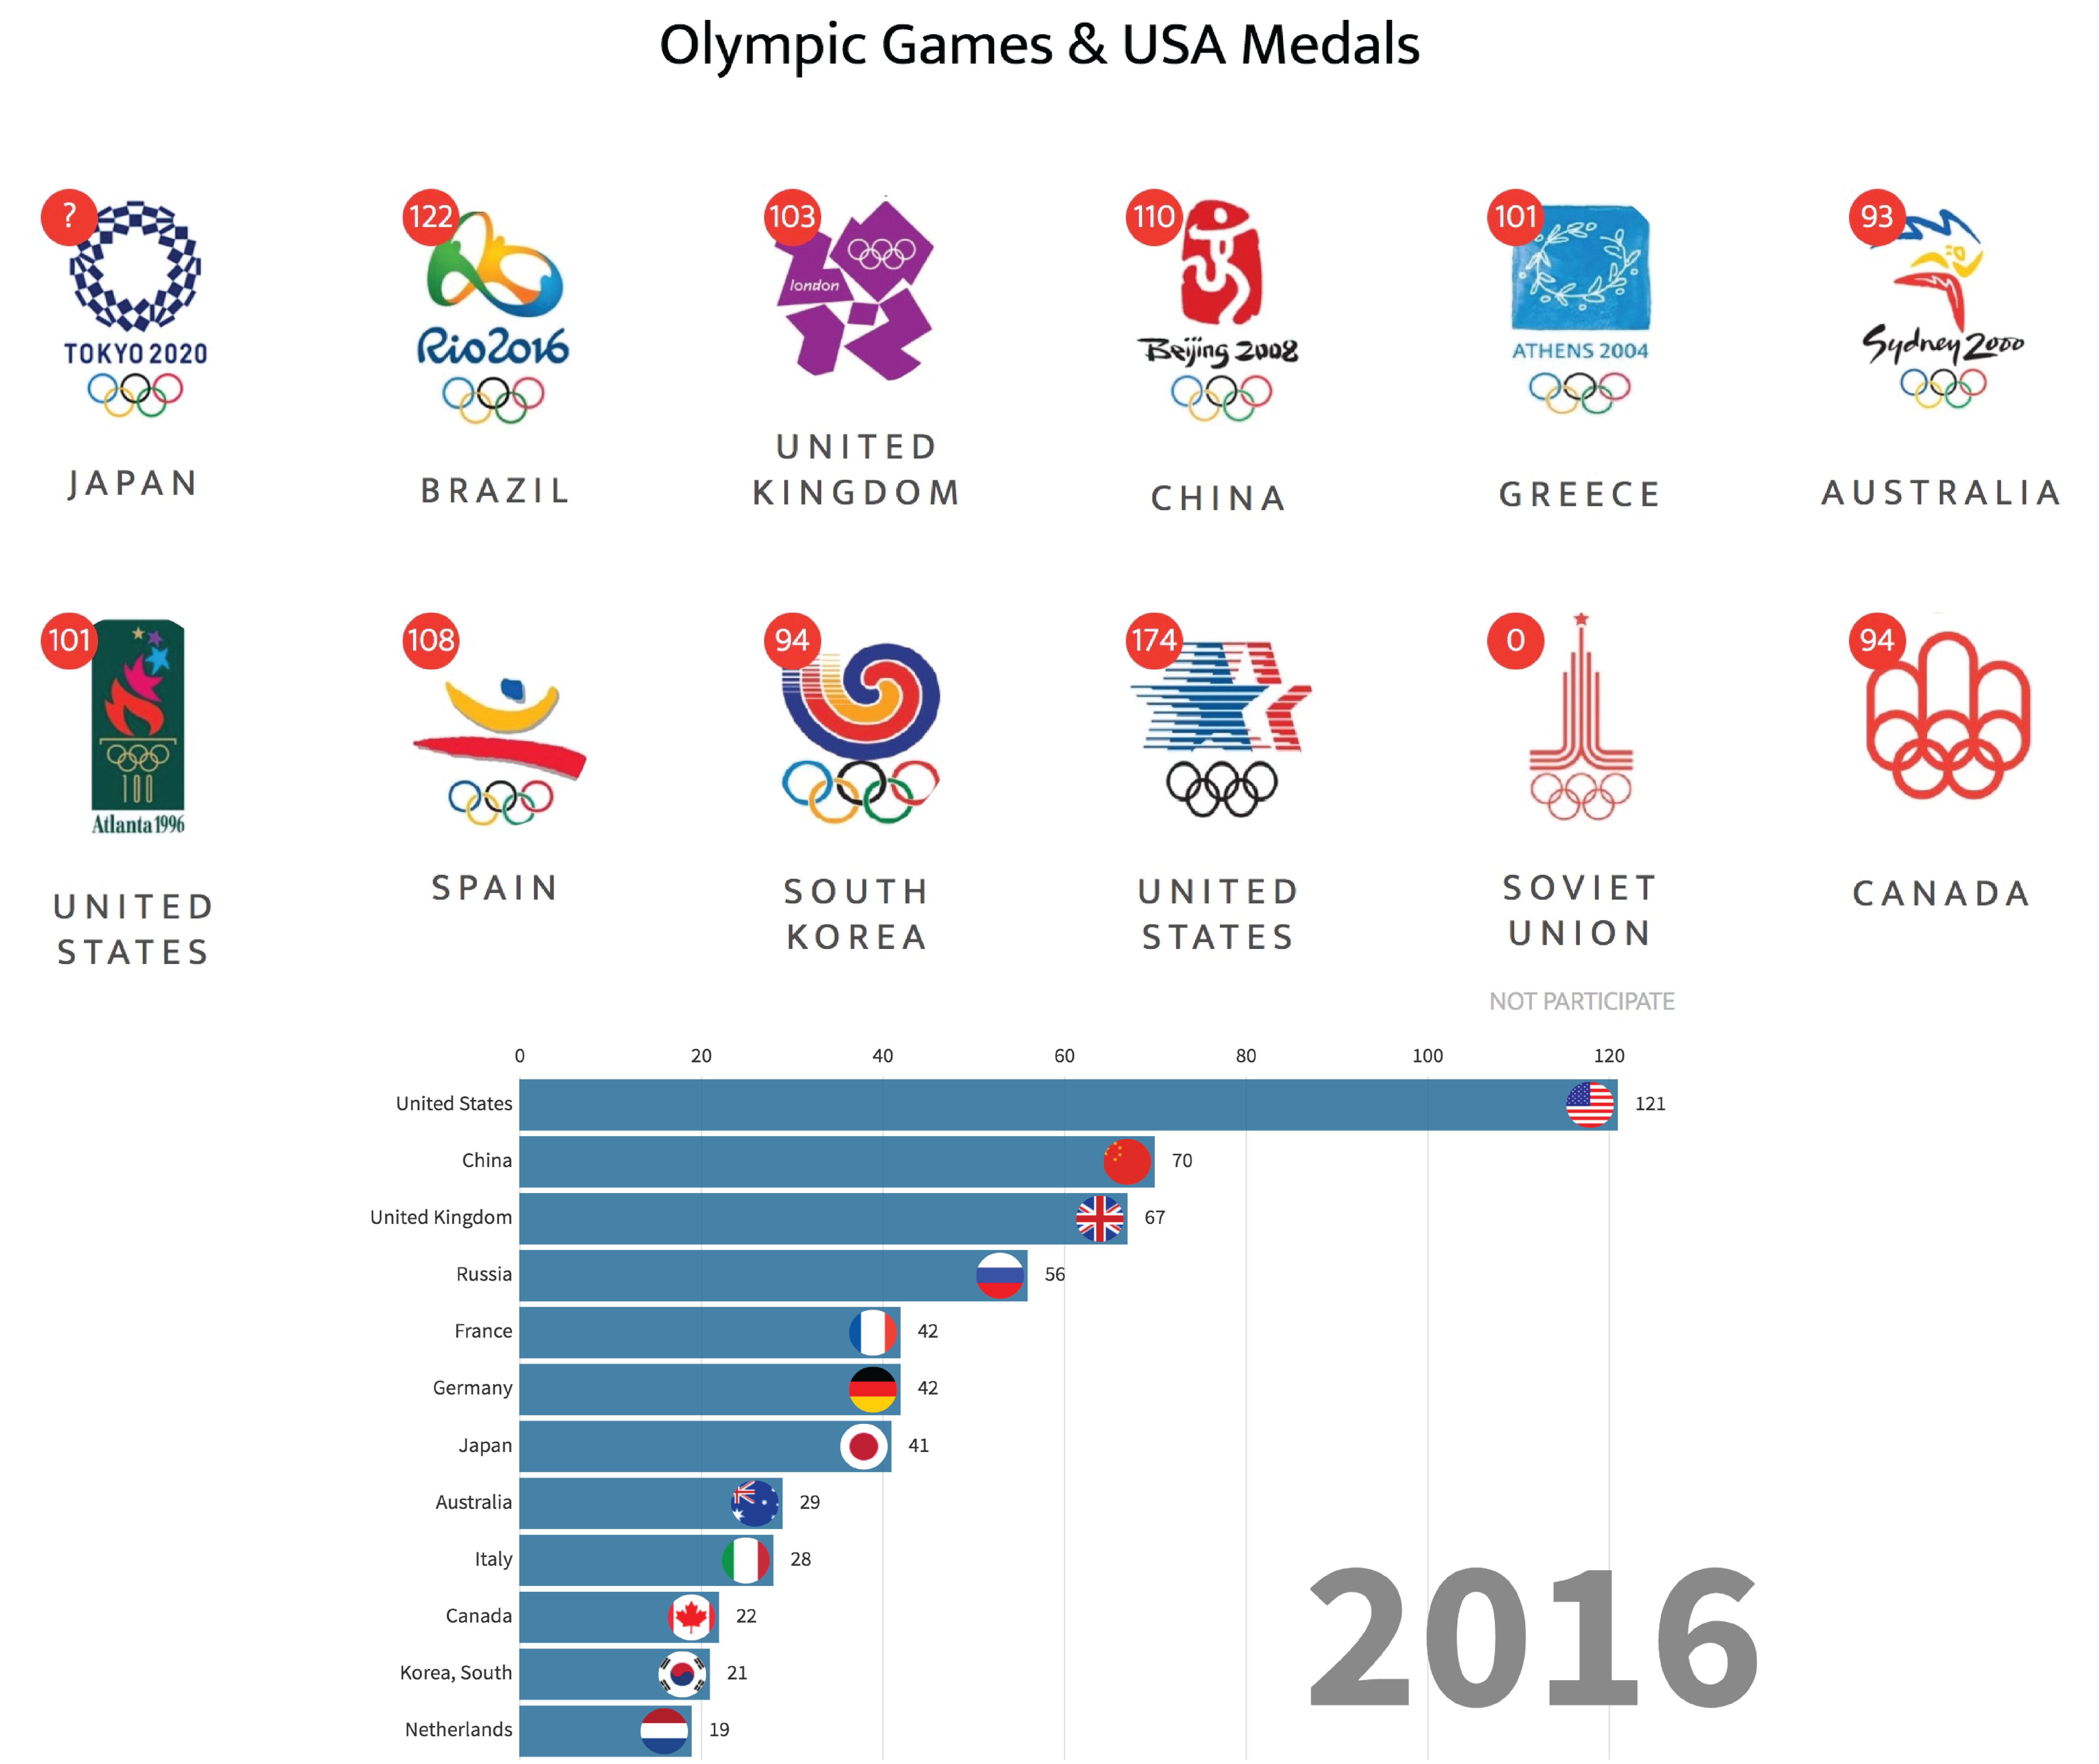 Olympic Games & USA Medals
? 122 103 110 101 93
london
TOKYO 2020 Rio2016 Beijing 2008 ATHENS 2004 Sydney 2000
JAPAN BRAZIL UNITED KINGDOM CHINA GREECE AUSTRALIA
101 108 94 174 0 94
100
Atlanta 1996
UNITED STATES SPAIN SOUTH KOREA UNITED STATES SOVIET UNION CANADA
NOT PARTICIPATE
0 20 40 60 80 100 120
United States 121
China 70
United Kingdom 67
Russia 56
France 42
Germany 42
Japan 41
Australia 29
Italy 28
Canada 22
Korea, South 21
Netherlands 19
2016